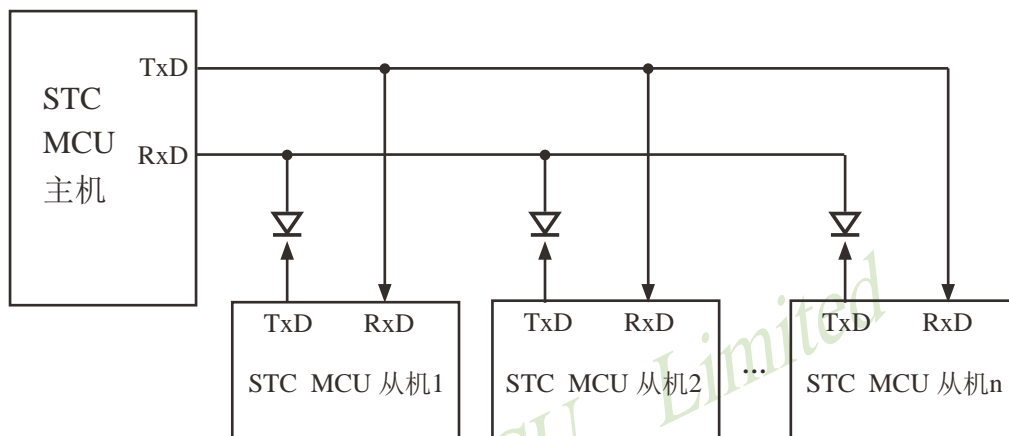 TxD
STC
MCU
主机
RxD
TxD RxD
STC MCU 从机1
TxD RxD
STC MCU 从机2
...
TxD RxD
STC MCU 从机n
MCU Limited